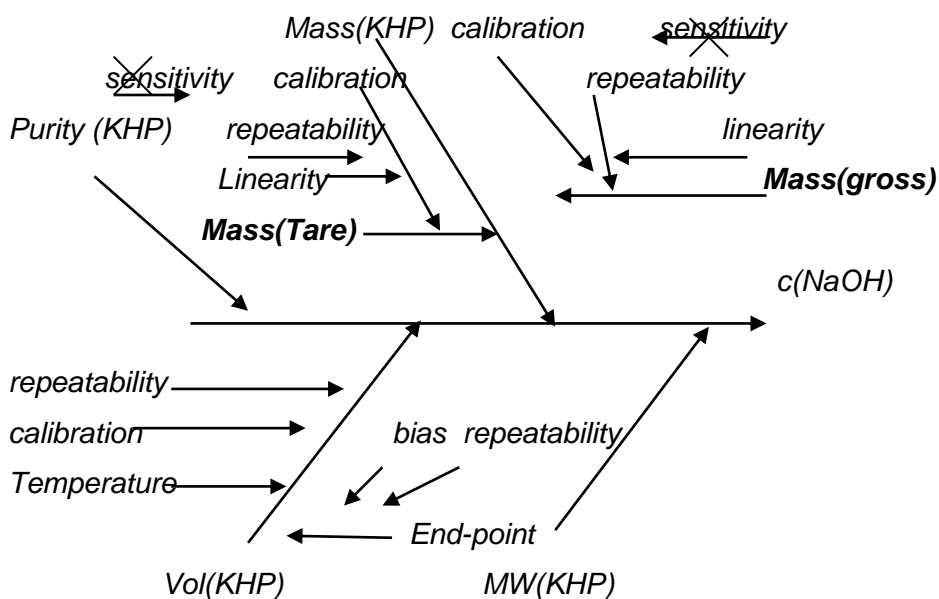 Mass(KHP) calibration sensitivity
sensitivity calibration repeatability
Purity (KHP) repeatability linearity
Linearity Mass(gross)
Mass(Tare)
c(NaOH)
repeatability
calibration bias repeatability
Temperature
End-point
Vol(KHP) MW(KHP)